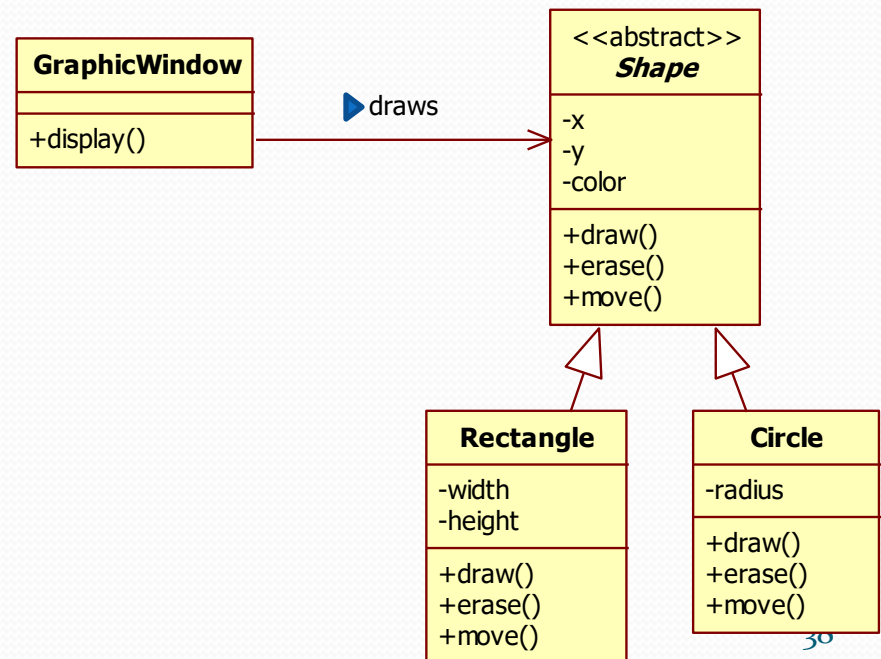 GraphicWindow
+display()
draws
<<abstract>>
Shape
-x
-y
-color
+draw()
+erase()
+move()
Rectangle
-width
-height
+draw()
+erase()
+move()
Circle
-radius
+draw()
+erase()
+move()